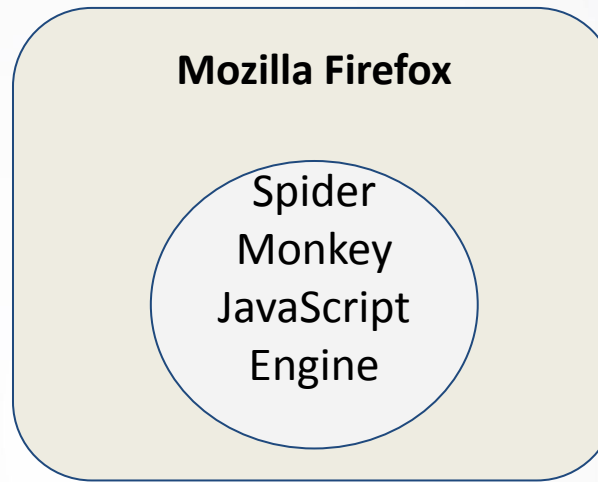 Mozilla Firefox
Spider
Monkey
JavaScript
Engine